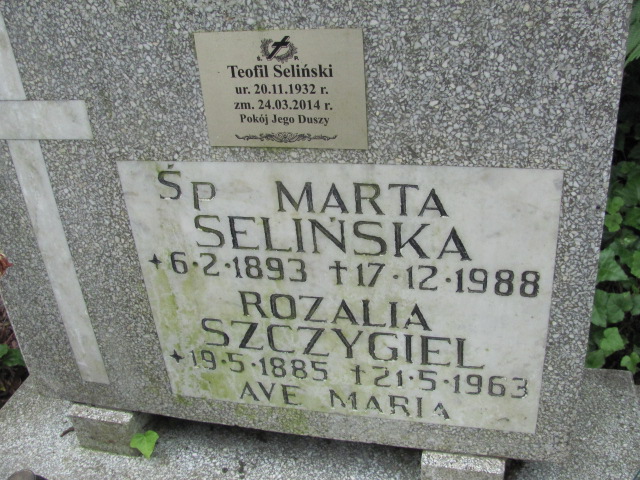 Ś. P.
Teofil Seliński
ur. 20.11.1932 r.
zm. 24.03.2014 r.
Pokój Jego Duszy
Śp MARTA
SELIŃSKA
*6·2·1893 †17·12·1988
ROZALIA
SZCZYGIEL
*19·5·1885 †21·5·1963
AVE MARIA